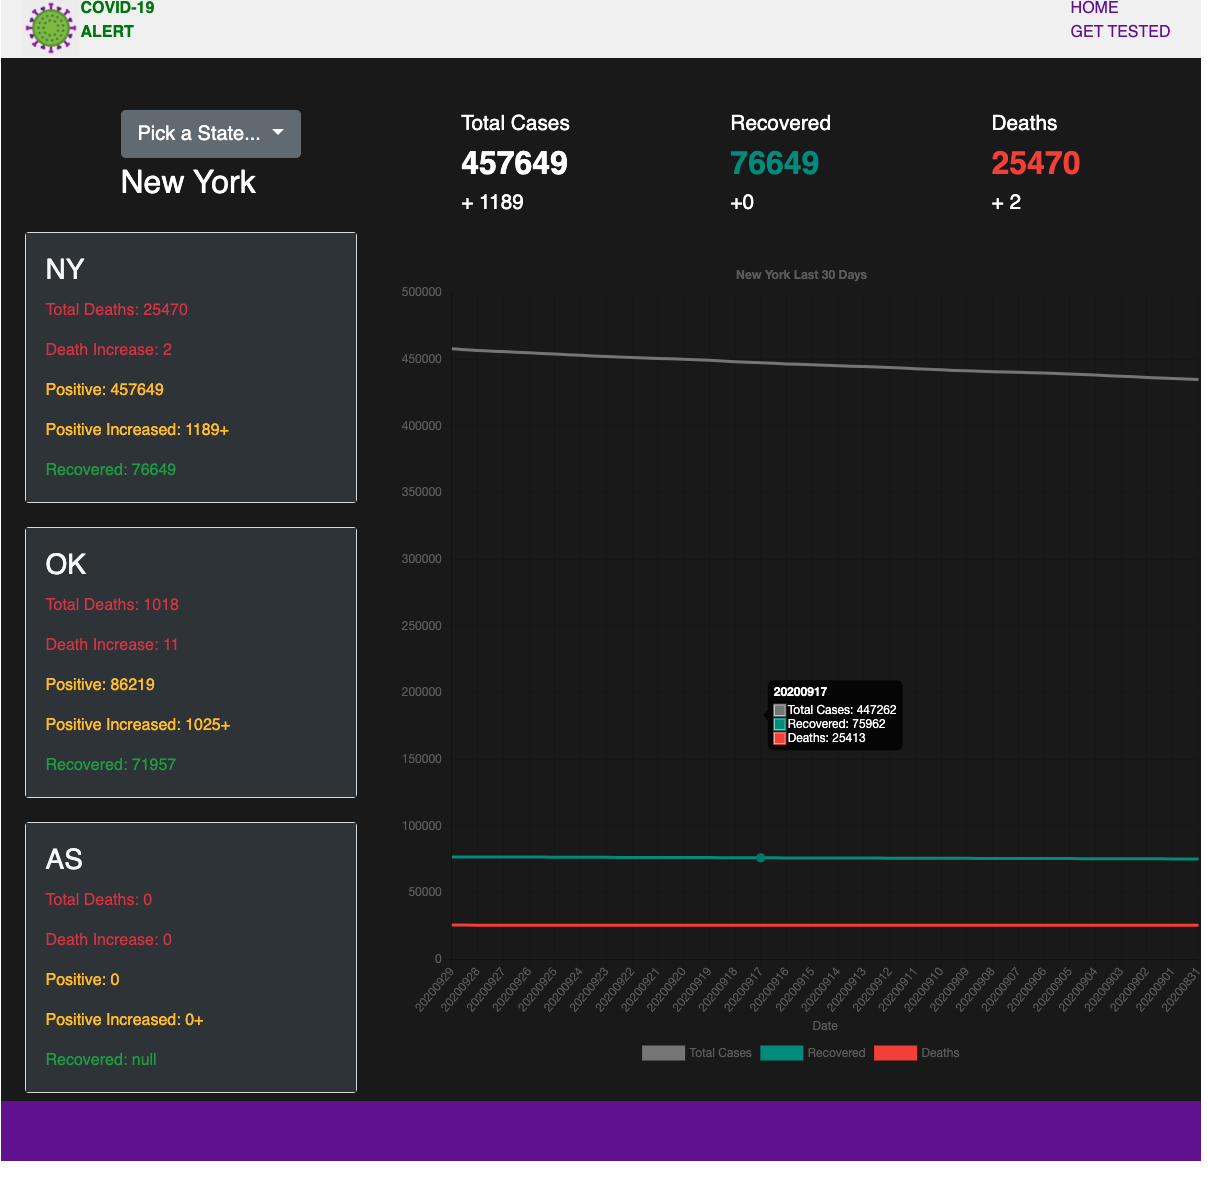 COVID-19
ALERT
HOME
GET TESTED
Pick a State...
New York
Total Cases
457649
+ 1189
Recovered
76649
+0
Deaths
25470
+ 2
NY
Total Deaths: 25470
Death Increase: 2
Positive: 457649
Positive Increased: 1189+
Recovered: 76649
OK
Total Deaths: 1018
Death Increase: 11
Positive: 86219
Positive Increased: 1025+
Recovered: 71957
AS
Total Deaths: 0
Death Increase: 0
Positive: 0
Positive Increased: 0+
Recovered: null
New York Last 30 Days
500000
450000
400000
350000
300000
250000
200000
150000
100000
50000
0
20200917
Total Cases: 447262
Recovered: 75962
Deaths: 25413
20200929
20200928
20200927
20200926
20200925
20200924
20200923
20200922
20200921
20200920
20200919
20200918
20200917
20200916
20200915
20200914
20200913
20200912
20200911
20200910
20200909
20200908
20200907
20200906
20200905
20200904
20200903
20200902
20200901
20200831
Date
Total Cases
Recovered
Deaths